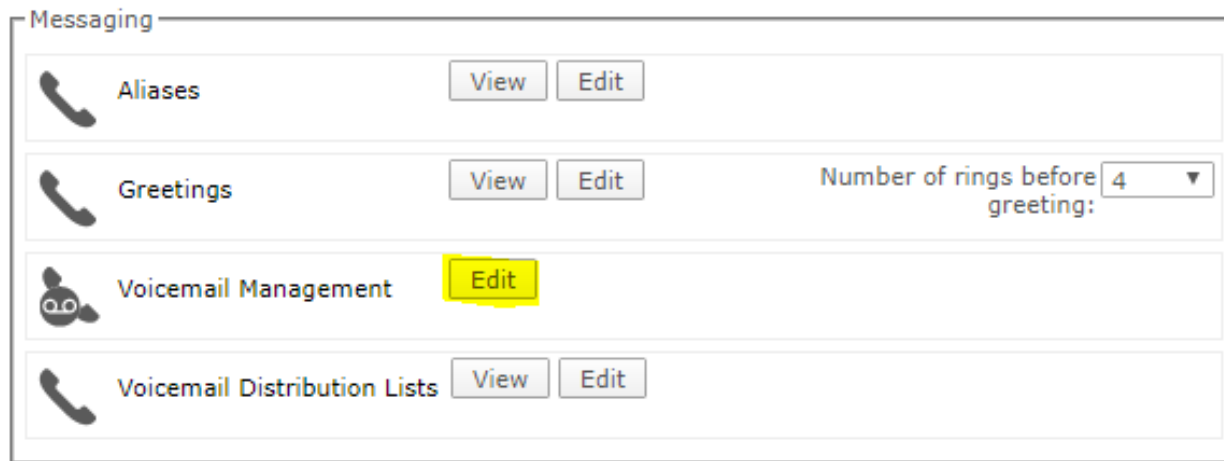 Messaging
Aliases View Edit
Greetings View Edit Number of rings before 4
greeting:
Voicemail Management Edit
Voicemail Distribution Lists View Edit